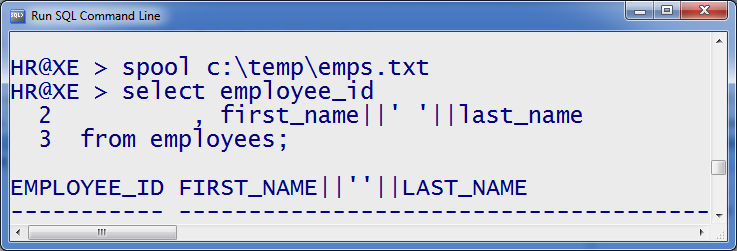 Run SQL Command Line
HR@XE > spool c:\temp\emps.txt
HR@XE > select employee_id
  2          , first_name||' '||last_name
  3  from employees;
EMPLOYEE_ID FIRST_NAME||''||LAST_NAME
----------- ------------------------------------